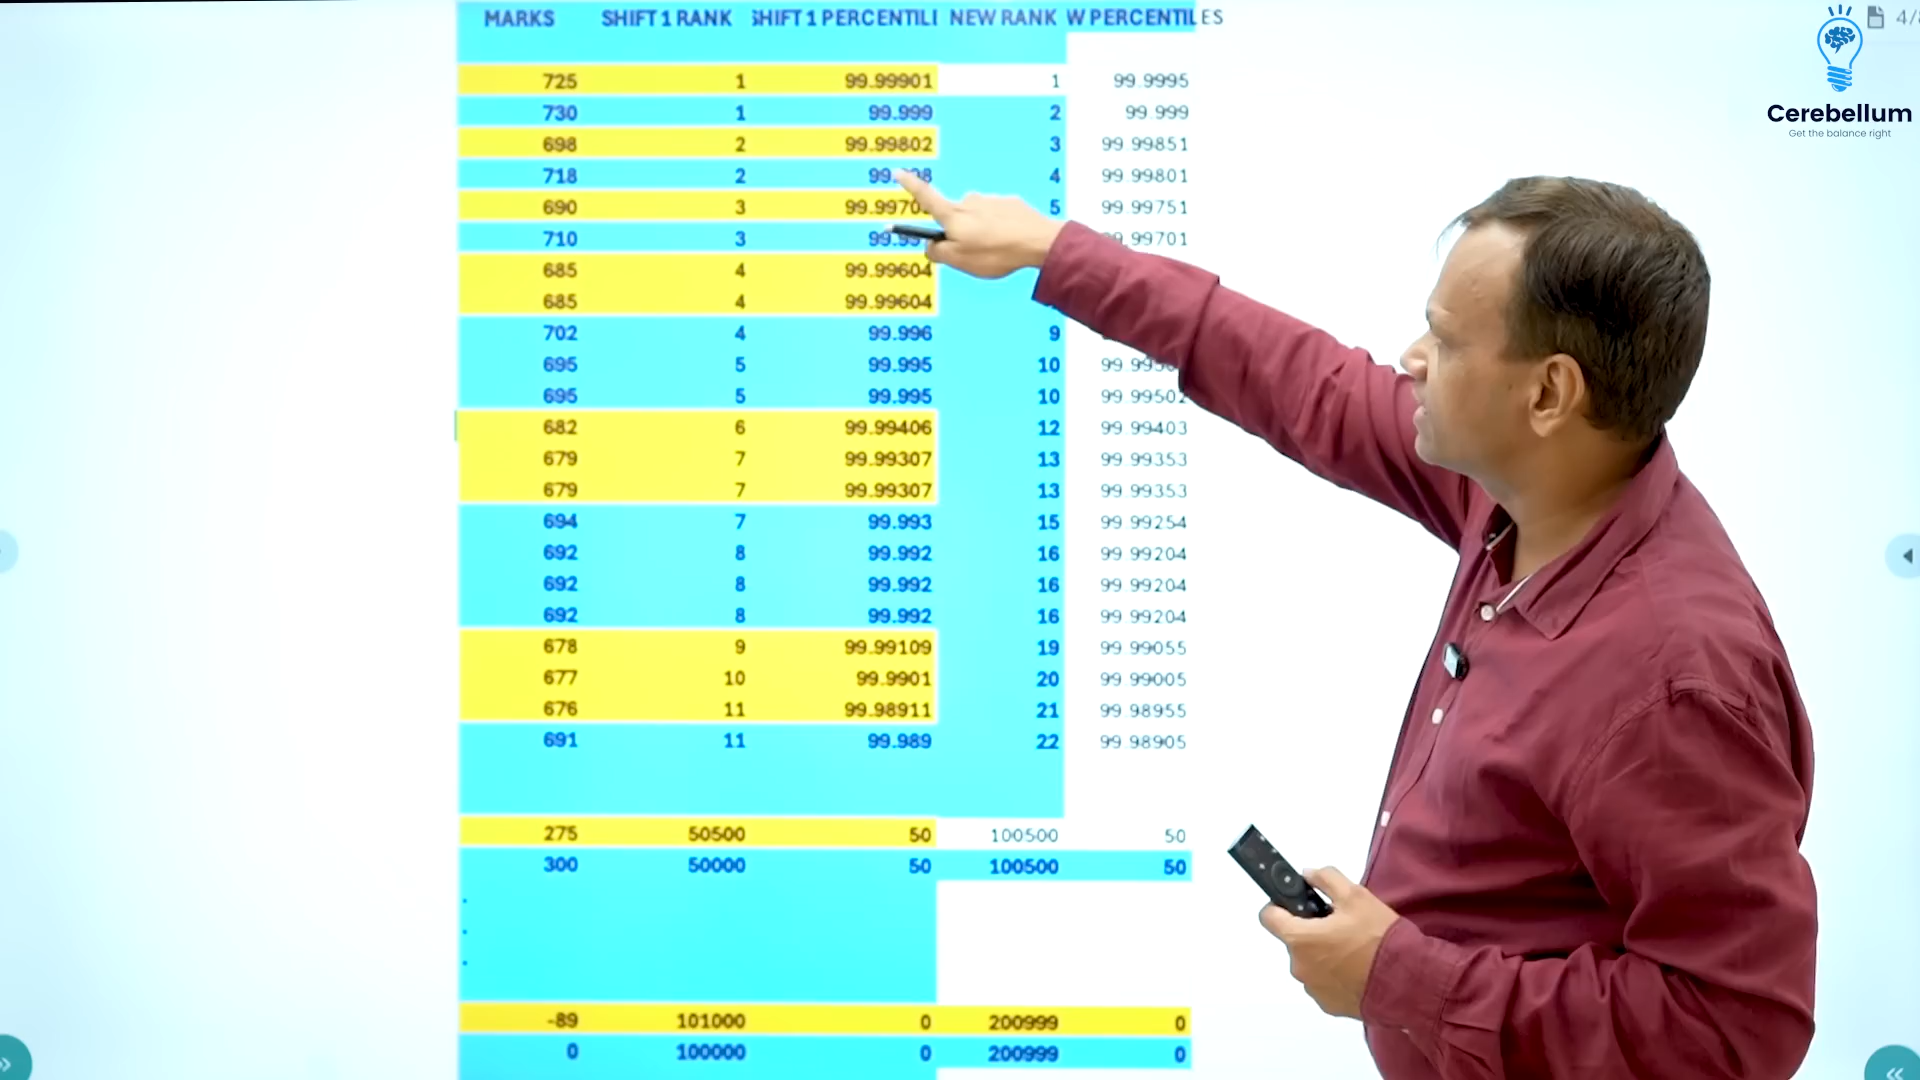 MARKS SHIFT 1 RANK SHIFT 1 PERCENTILI NEW RANK W PERCENTILES
725 1 99.99901 1 99.9995
730 1 99.999 2 99.999
698 2 99.99802 3 99.99851
718 2 4 99.99801
690 3 5 99.99751
710 3 99701
685 4 99.99604
685 4 99.99604
702 4 99.996 9
695 5 99.995 10
695 5 99.995 10 99 99502
682 6 99.99406 12 99 99403
679 7 99.99307 13 99 99353
679 7 99.99307 13 99 99353
694 7 99.993 15 99 99254
692 8 99.992 16 99 99204
692 8 99.992 16 99 99204
692 8 99.992 16 99 99204
678 9 99.99109 19 99 99055
677 10 99.9901 20 99 99005
676 11 99.98911 21 99 98955
691 11 99.989 22 99 98905
275 50500 50 100500 50
300 50000 50 100500 50
-89 101000 0 200999 0
0 100000 0 200999 0
4/
Cerebellum
Get the balance right